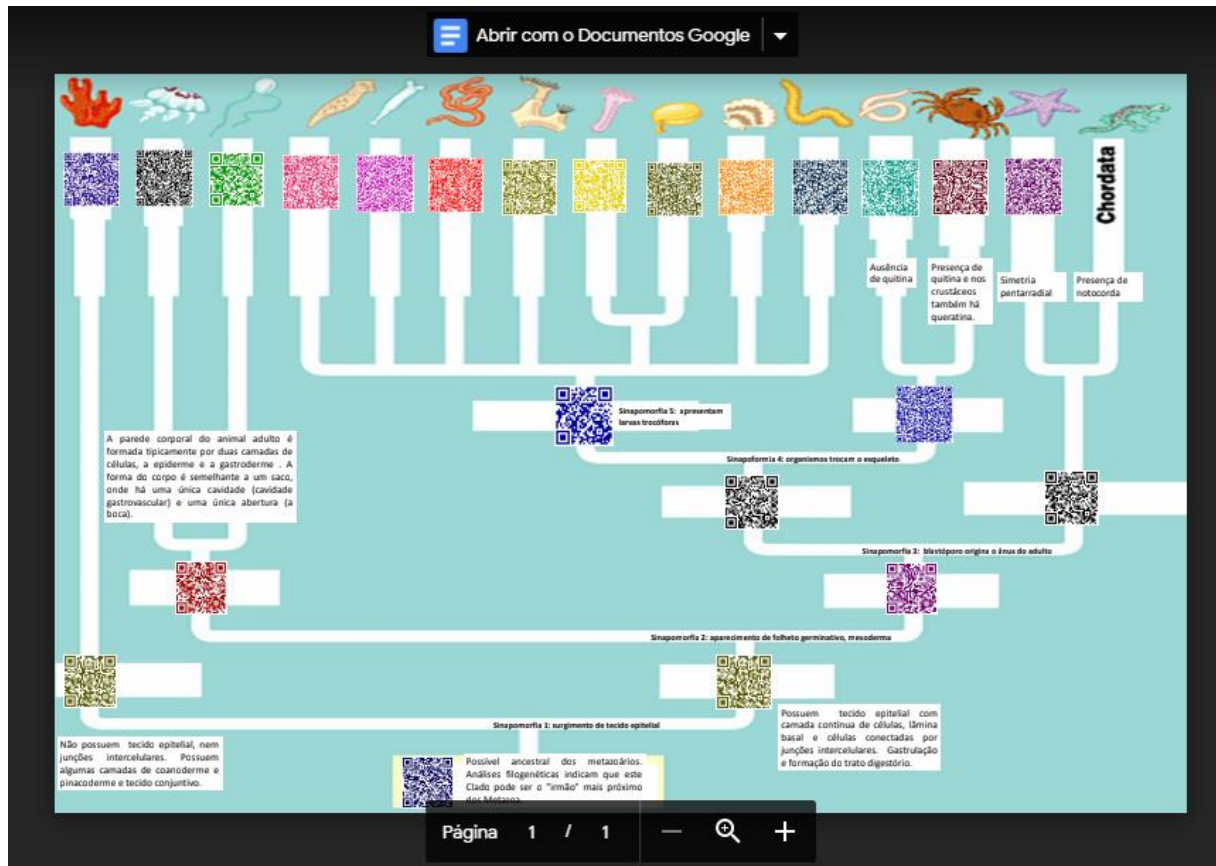 Abrir com o Documentos Google
Chordata
Ausência
de quitina
Presença de
quitina e nos
crustáceos
também há
queratina.
Simetria
pentarradial
Presença de
notocorda
Sinapomorfia 5: apresentam
larvas trocóforas
A parede corporal do animal adulto é
formada tipicamente por duas camadas de
células, a epiderme e a gastroderme . A
forma do corpo é semelhante a um saco,
onde há uma única cavidade (cavidade
gastrovascular) e uma única abertura (a
boca).
Sinapoformia 4: organismos trocam o esqueleto
Sinapomorfia 3: blastóporo origina o ânus do adulto
Sinapomorfia 2: aparecimento de folheto germinativo, mesoderma
Sinapomorfia 1: surgimento de tecido epitelial
Não possuem tecido epitelial, nem
junções intercelulares. Possuem
algumas camadas de coanoderme e
pinacoderme e tecido conjuntivo.
Possuem tecido epitelial com
camada contínua de células, lâmina
basal e células conectadas por
junções intercelulares. Gastrulação
e formação do trato digestório.
Possível ancestral dos metazoários.
Análises filogenéticas indicam que este
Clado pode ser o "irmão" mais próximo
dos Metazoa.
Página 1 / 1